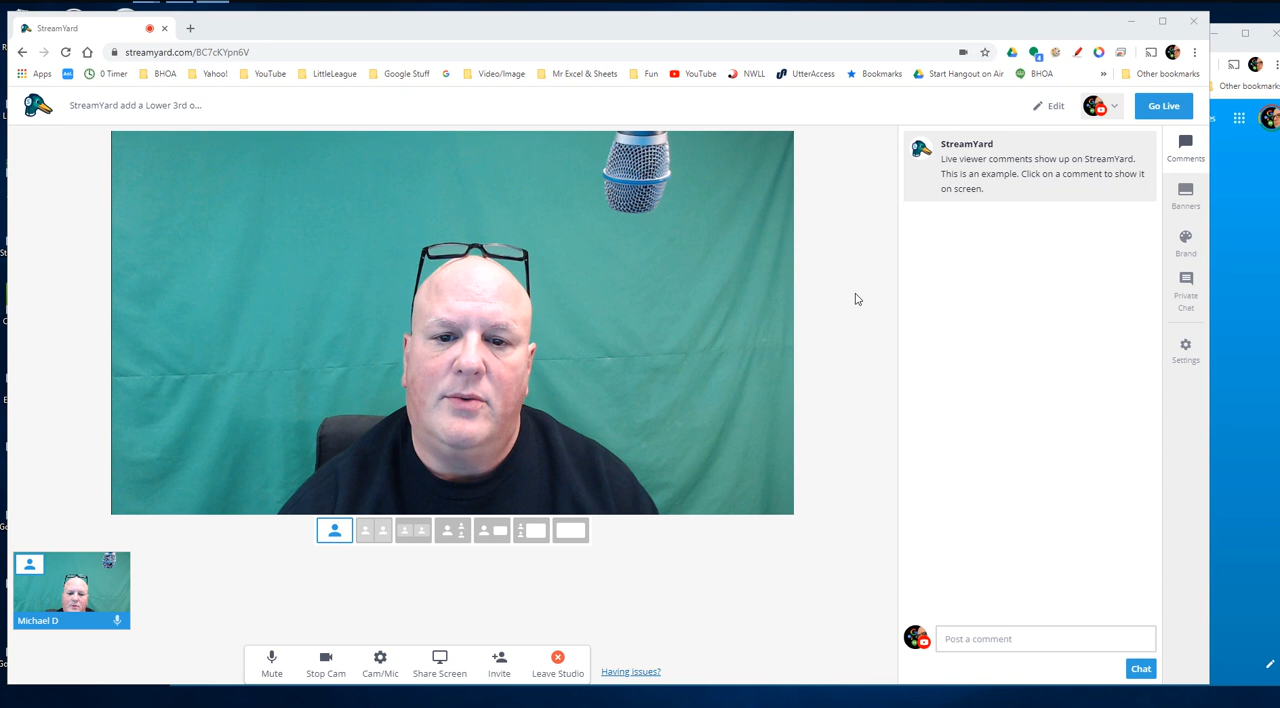 StreamYard
streamyard.com/BC7cKYpn6V
Apps
AOL
0 Timer
BHOA
Yahoo!
YouTube
LittleLeague
Google Stuff
G
Video/Image
Mr Excel & Sheets
Fun
YouTube
NWLL
UtterAccess
Bookmarks
Start Hangout on Air
BHOA
»
Other bookmarks
Other bookmarks
StreamYard add a Lower 3rd o...
Edit
Go Live
StreamYard
Live viewer comments show up on StreamYard.
This is an example. Click on a comment to show it
on screen.
Comments
Banners
Brand
Private
Chat
Settings
Michael D
Mute
Stop Cam
Cam/Mic
Share Screen
Invite
Leave Studio
Having issues?
Post a comment
Chat